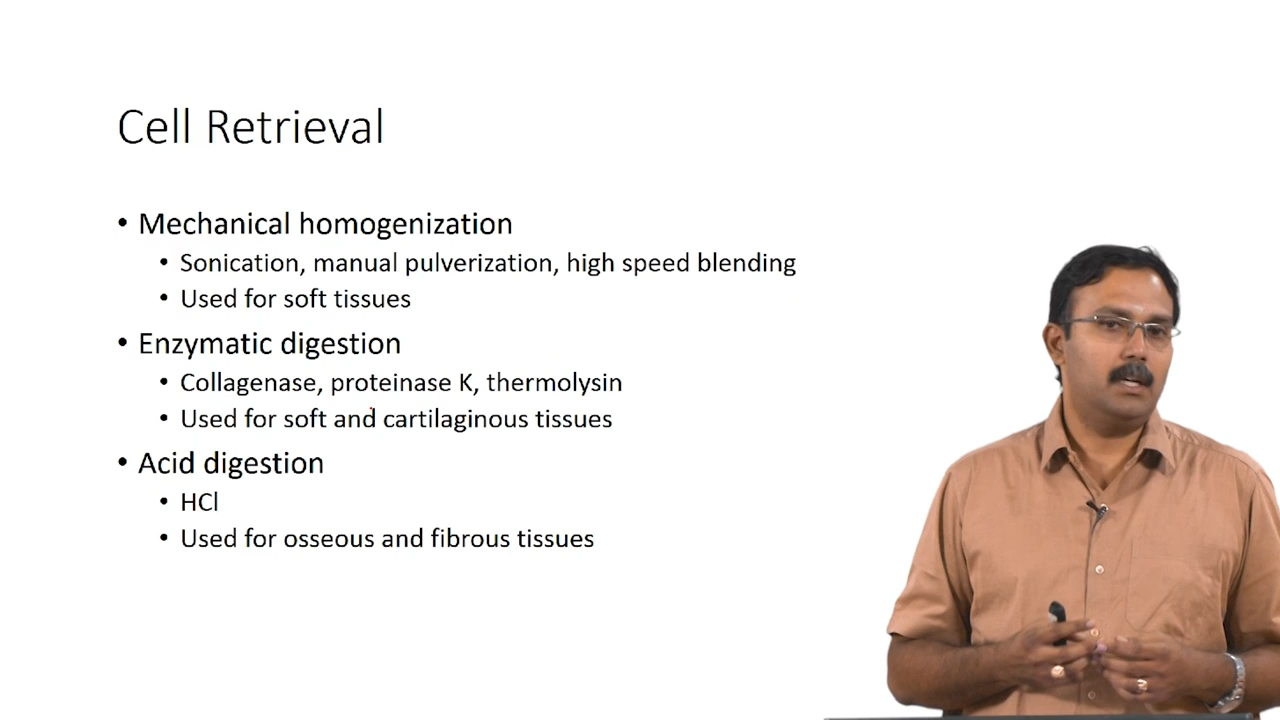 Cell Retrieval
• Mechanical homogenization
• Sonication, manual pulverization, high speed blending
• Used for soft tissues
• Enzymatic digestion
• Collagenase, proteinase K, thermolysin
• Used for soft and cartilaginous tissues
• Acid digestion
• HCl
• Used for osseous and fibrous tissues